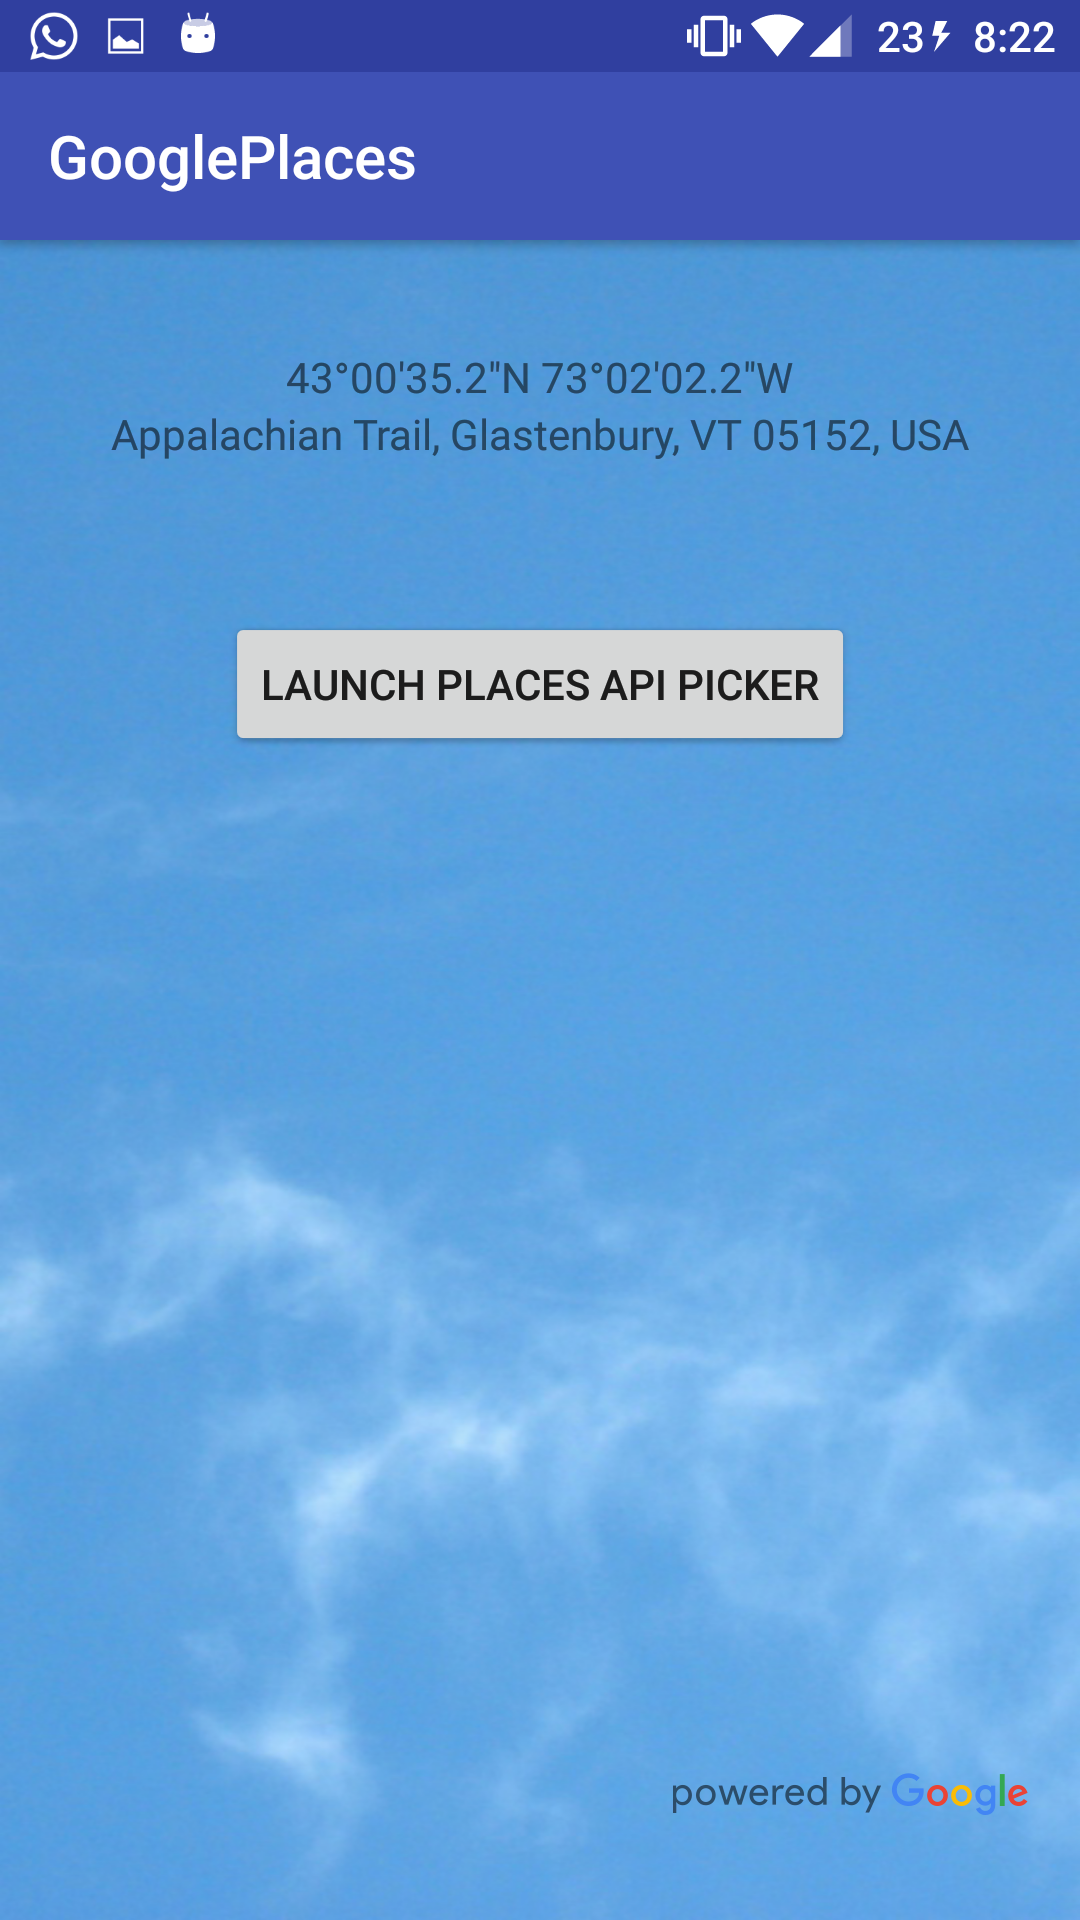 23 8:22
GooglePlaces
43°00'35.2"N 73°02'02.2"W
Appalachian Trail, Glastenbury, VT 05152, USA
LAUNCH PLACES API PICKER
powered by Google